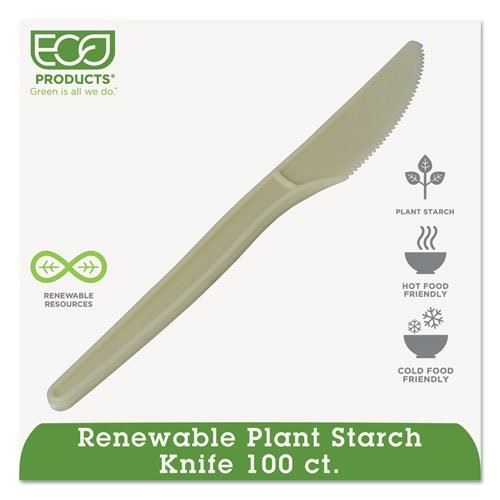 ECO
PRODUCTS®
Green is all we do.™
PLANT STARCH
HOT FOOD
FRIENDLY
RENEWABLE
RESOURCES
COLD FOOD
FRIENDLY
Renewable Plant Starch
Knife 100 ct.